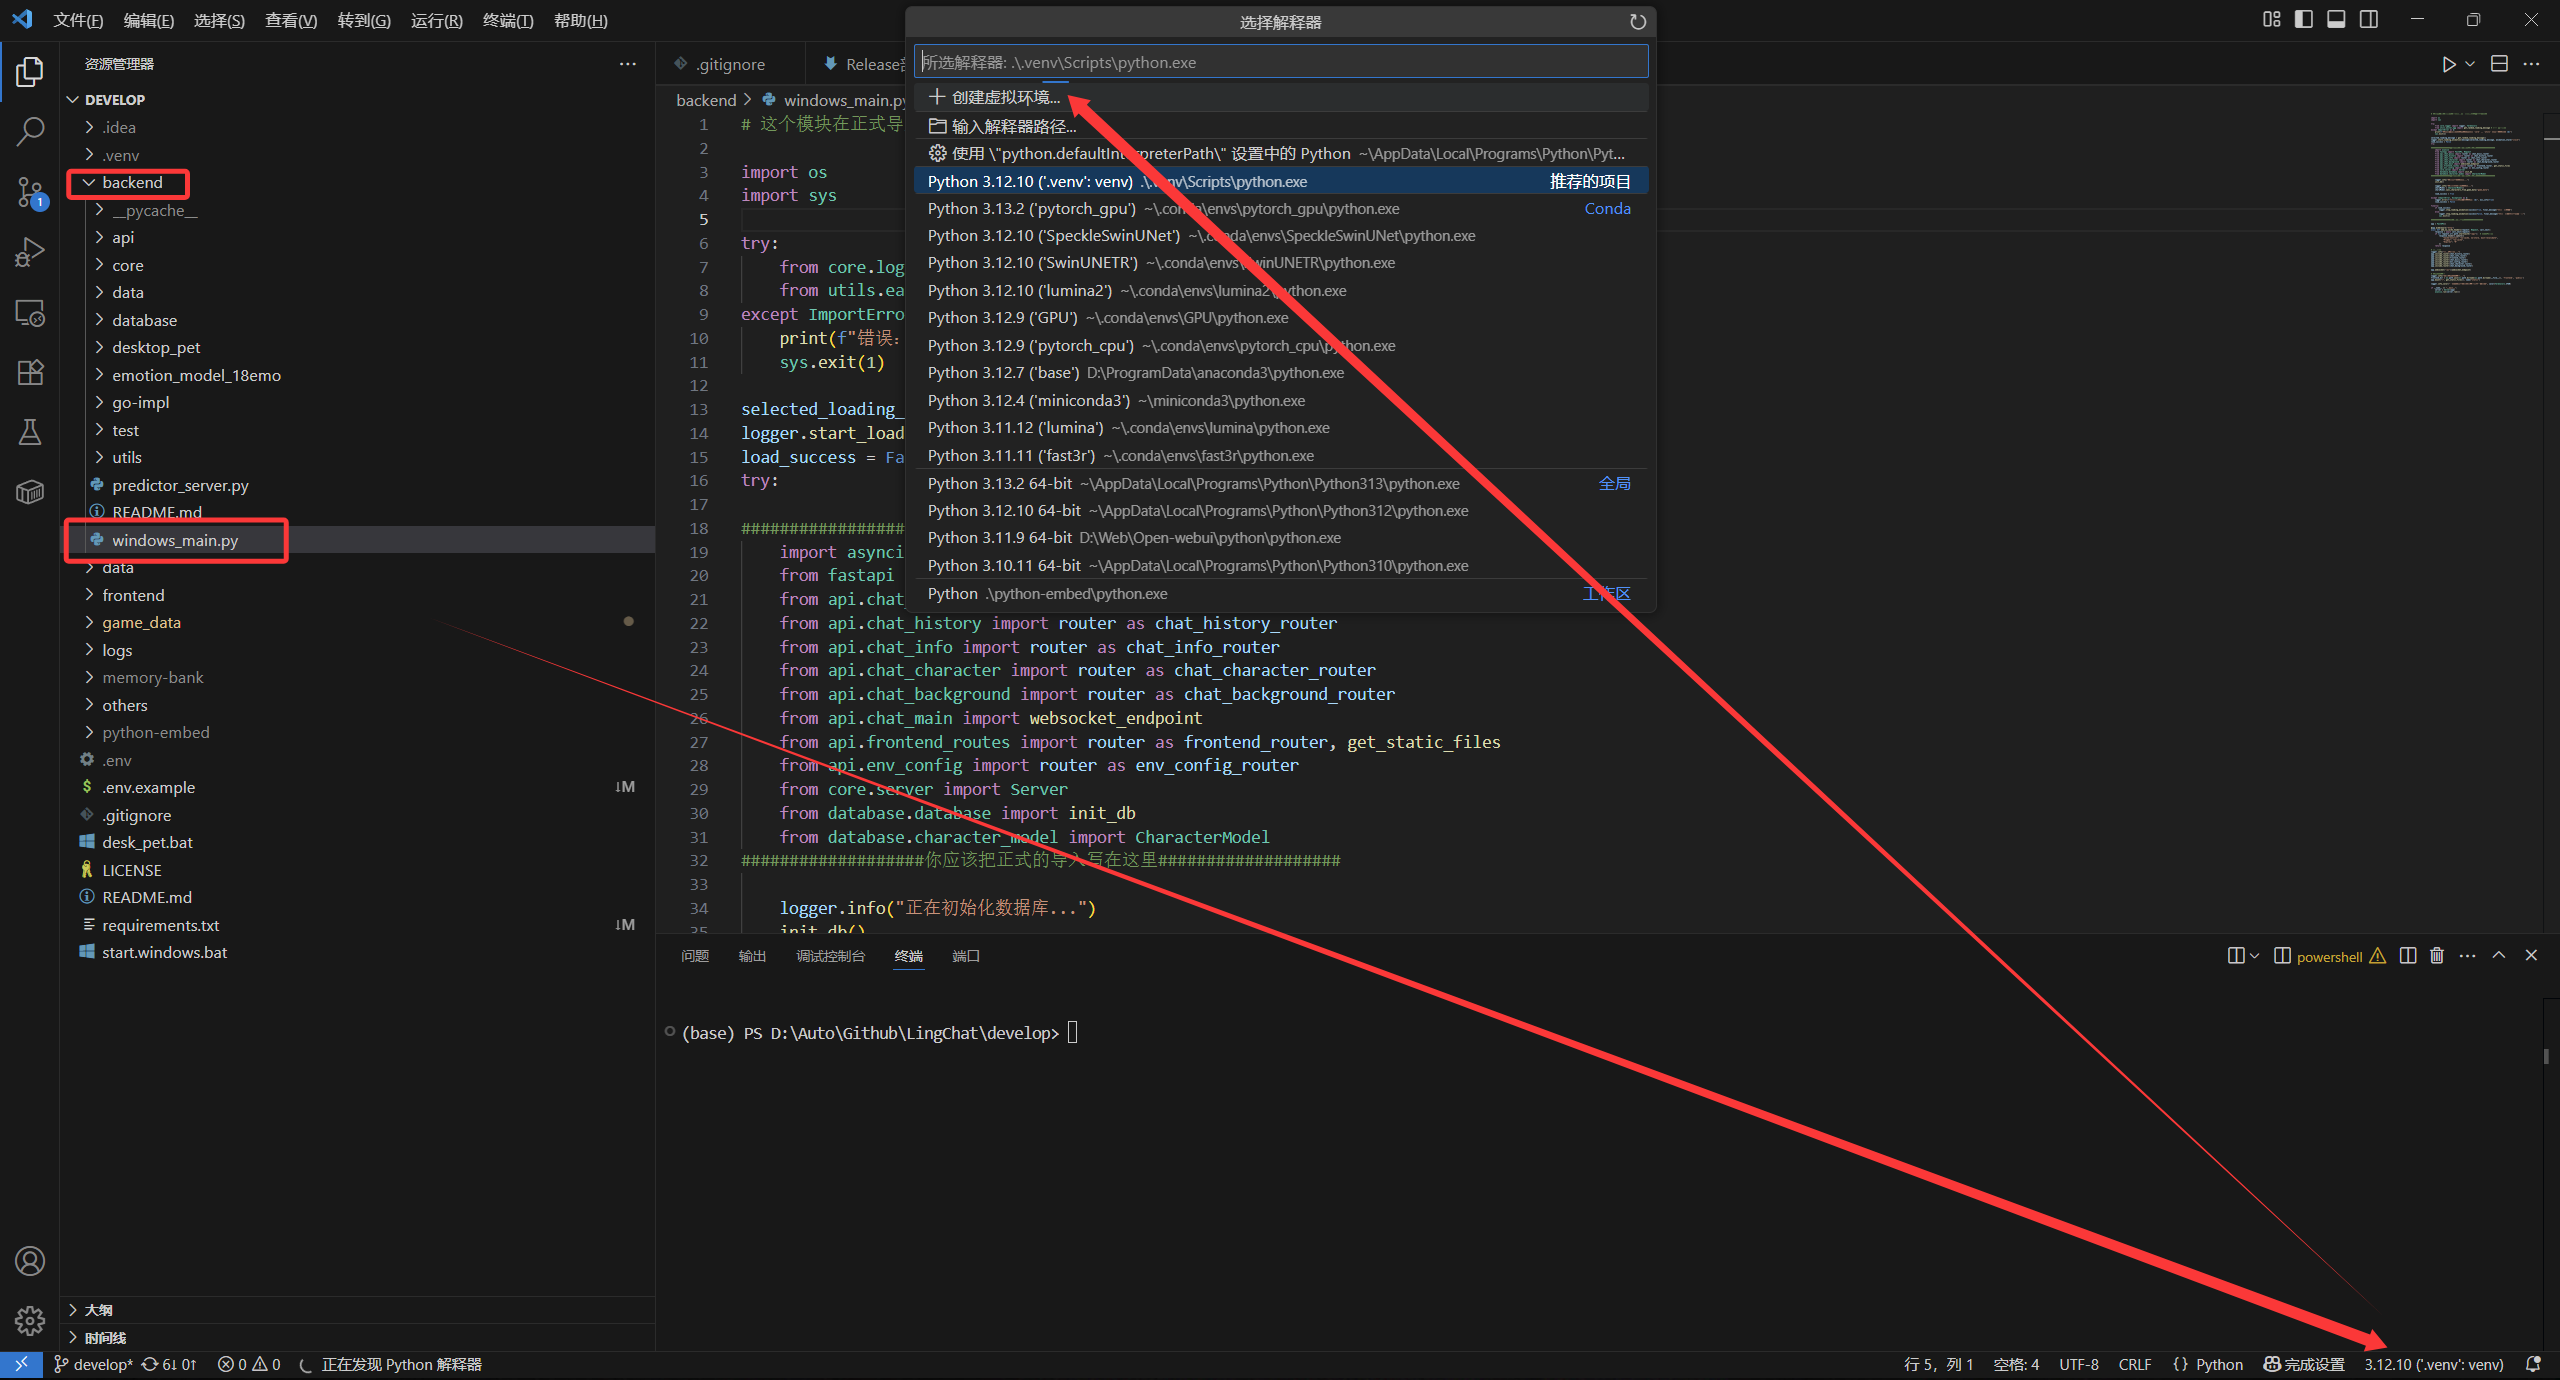 文件(F) 编辑(E) 选择(S) 查看(V) 转到(G) 运行(R) 终端(T) 帮助(H)
选择解释器
所选解释器: .\.venv\Scripts\python.exe
创建虚拟环境...
输入解释器路径...
使用 \"python.defaultInterpreterPath\" 设置中的 Python ~\AppData\Local\Programs\Python\Pyt...
Python 3.12.10 ('.venv': venv) .\.venv\Scripts\python.exe 推荐的项目
Python 3.13.2 ('pytorch_gpu') ~\.conda\envs\pytorch_gpu\python.exe Conda
Python 3.12.10 ('SpeckleSwinUNet') ~\.conda\envs\SpeckleSwinUNet\python.exe
Python 3.12.10 ('SwinUNETR') ~\.conda\envs\SwinUNETR\python.exe
Python 3.12.10 ('lumina2') ~\.conda\envs\lumina2\python.exe
Python 3.12.9 ('GPU') ~\.conda\envs\GPU\python.exe
Python 3.12.9 ('pytorch_cpu') ~\.conda\envs\pytorch_cpu\python.exe
Python 3.12.7 ('base') D:\ProgramData\anaconda3\python.exe
Python 3.12.4 ('miniconda3') ~\miniconda3\python.exe
Python 3.11.12 ('lumina') ~\.conda\envs\lumina\python.exe
Python 3.11.11 ('fast3r') ~\.conda\envs\fast3r\python.exe
Python 3.13.2 64-bit ~\AppData\Local\Programs\Python\Python313\python.exe 全局
Python 3.12.10 64-bit ~\AppData\Local\Programs\Python\Python312\python.exe
Python 3.11.9 64-bit D:\Web\Open-webui\python\python.exe
Python 3.10.11 64-bit ~\AppData\Local\Programs\Python\Python310\python.exe
Python .\python-embed\python.exe 工作区
资源管理器
DEVELOP
.idea
.venv
backend
__pycache__
api
core
data
database
desktop_pet
emotion_model_18emo
go-impl
test
utils
predictor_server.py
README.md
windows_main.py
data
frontend
game_data
logs
memory-bank
others
python-embed
.env
.env.example ↓M
.gitignore
desk_pet.bat
LICENSE
README.md
requirements.txt ↓M
start.windows.bat
大纲
时间线
1
.gitignore Release
backend > windows_main.py
1 # 这个模块在正式导
2
3 import os
4 import sys
5
6 try:
7 from core.log
8 from utils.ea
9 except ImportErro
10 print(f"错误:
11 sys.exit(1)
12
13 selected_loading_
14 logger.start_load
15 load_success = Fa
16 try:
17
18 #################
19 import asynci
20 from fastapi
21 from api.chat_
22 from api.chat_history import router as chat_history_router
23 from api.chat_info import router as chat_info_router
24 from api.chat_character import router as chat_character_router
25 from api.chat_background import router as chat_background_router
26 from api.chat_main import websocket_endpoint
27 from api.frontend_routes import router as frontend_router, get_static_files
28 from api.env_config import router as env_config_router
29 from core.server import Server
30 from database.database import init_db
31 from database.character_model import CharacterModel
32 ###################你应该把正式的导入写在这里###################
33
34 logger.info("正在初始化数据库...")
35 init_db()
问题 输出 调试控制台 终端 端口
powershell
(base) PS D:\Auto\Github\LingChat\develop>
develop* 6↓ 0↑ 0 0 正在发现 Python 解释器
行 5，列 1 空格: 4 UTF-8 CRLF {} Python 完成设置 3.12.10 ('.venv': venv)